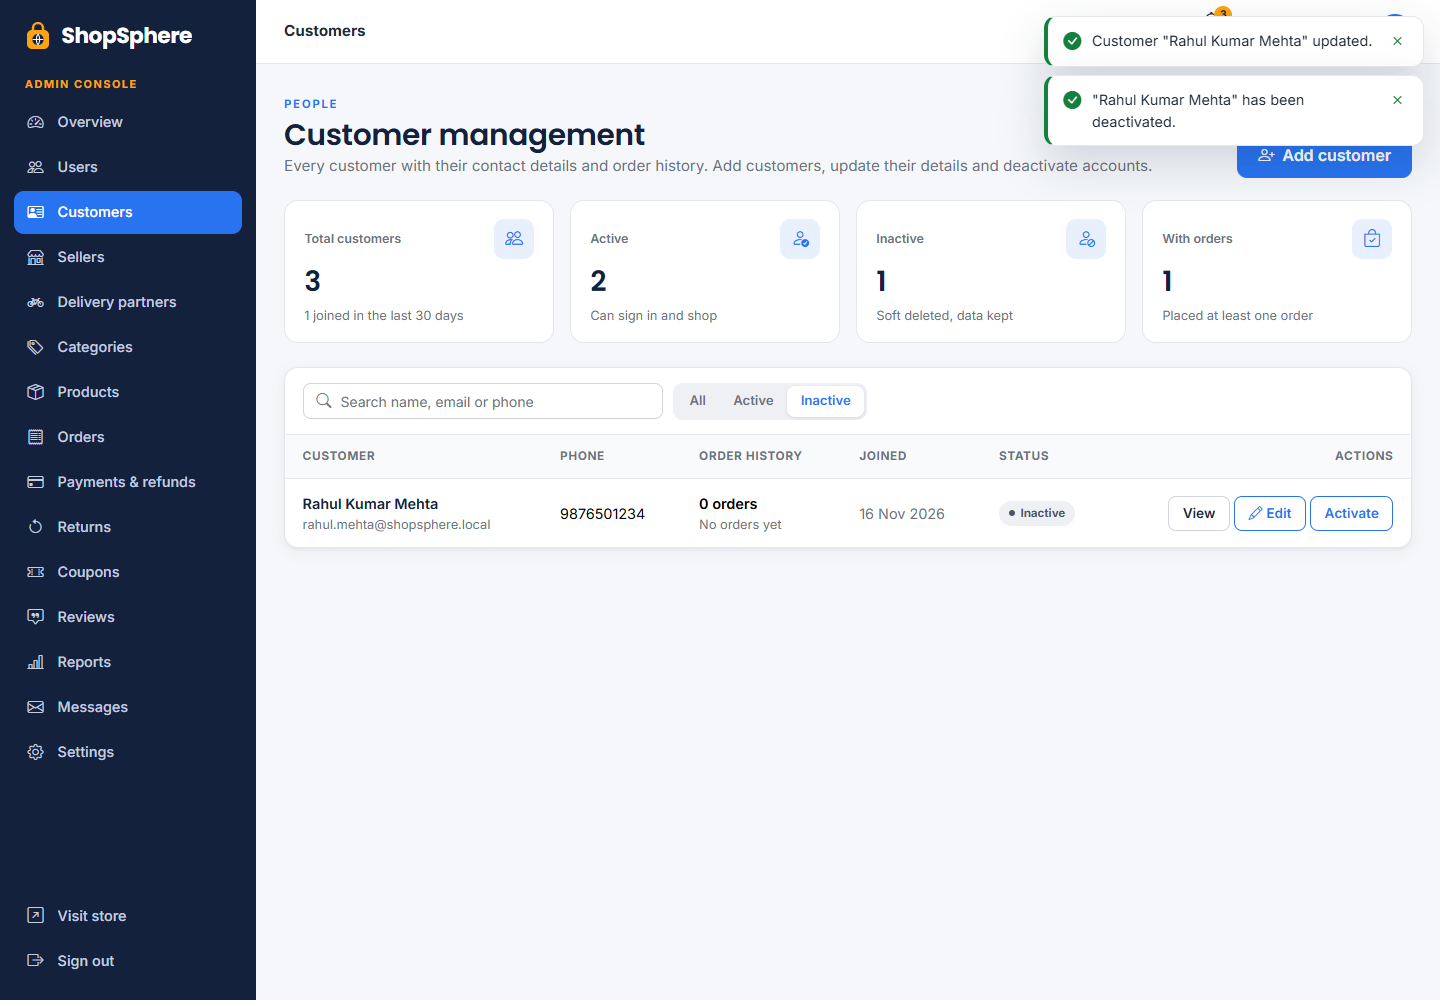 ShopSphere
ADMIN CONSOLE
Overview
Users
Customers
Sellers
Delivery partners
Categories
Products
Orders
Payments & refunds
Returns
Coupons
Reviews
Reports
Messages
Settings
Visit store
Sign out
Customers
3
Customer "Rahul Kumar Mehta" updated.
"Rahul Kumar Mehta" has been
deactivated.
PEOPLE
Customer management
Every customer with their contact details and order history. Add customers, update their details and deactivate accounts.
Add customer
Total customers
3
1 joined in the last 30 days
Active
2
Can sign in and shop
Inactive
1
Soft deleted, data kept
With orders
1
Placed at least one order
Search name, email or phone
All Active Inactive
CUSTOMER PHONE ORDER HISTORY JOINED STATUS ACTIONS
Rahul Kumar Mehta
rahul.mehta@shopsphere.local
9876501234
0 orders
No orders yet
16 Nov 2026
Inactive
View Edit Activate